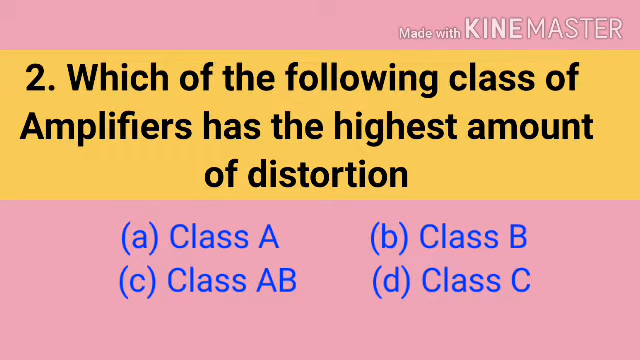 Made with KINEMASTER
2. Which of the following class of
Amplifiers has the highest amount
of distortion
(a) Class A (b) Class B
(c) Class AB (d) Class C